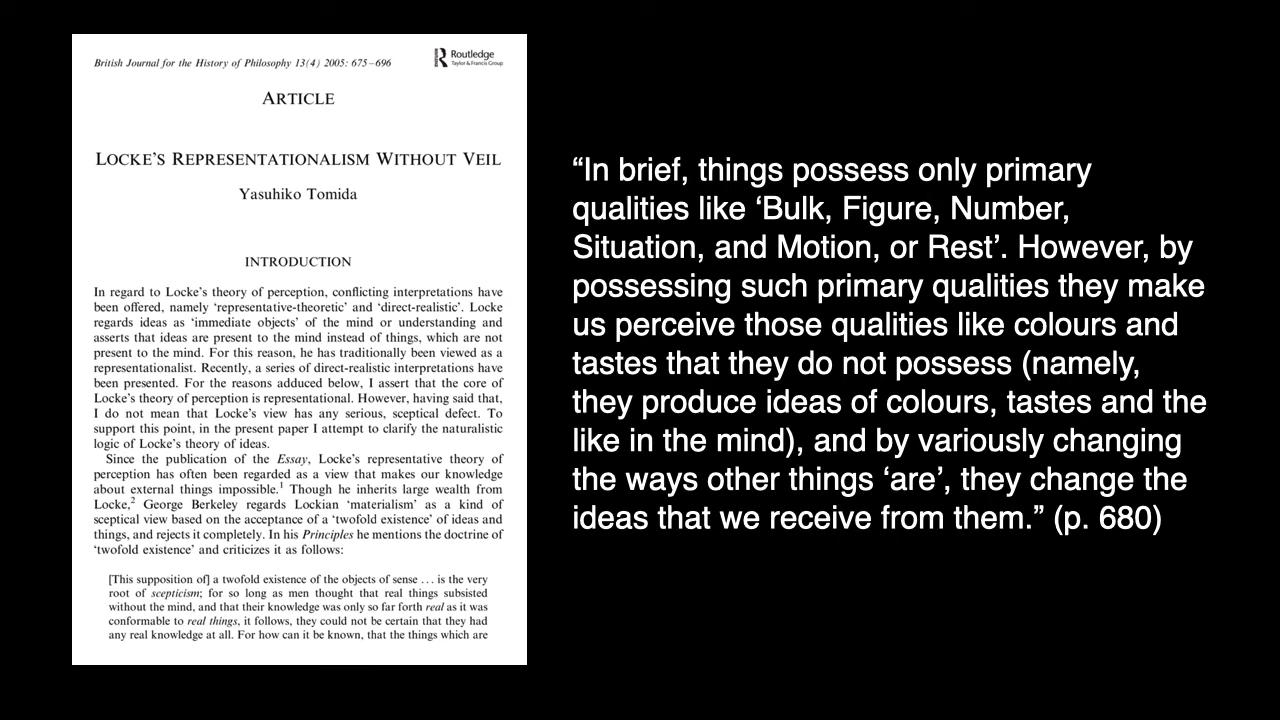 British Journal for the History of Philosophy 13(4) 2005: 675–696
Routledge
Taylor & Francis Group
ARTICLE
LOCKE'S REPRESENTATIONALISM WITHOUT VEIL
Yasuhiko Tomida
INTRODUCTION
In regard to Locke's theory of perception, conflicting interpretations have
been offered, namely 'representative-theoretic' and 'direct-realistic'. Locke
regards ideas as 'immediate objects' of the mind or understanding and
asserts that ideas are present to the mind instead of things, which are not
present to the mind. For this reason, he has traditionally been viewed as a
representationalist. Recently, a series of direct-realistic interpretations have
been presented. For the reasons adduced below, I assert that the core of
Locke's theory of perception is representational. However, having said that,
I do not mean that Locke's view has any serious, sceptical defect. To
support this point, in the present paper I attempt to clarify the naturalistic
logic of Locke's theory of ideas.
Since the publication of the Essay, Locke's representative theory of
perception has often been regarded as a view that makes our knowledge
about external things impossible.1 Though he inherits large wealth from
Locke,2 George Berkeley regards Lockian 'materialism' as a kind of
sceptical view based on the acceptance of a 'twofold existence' of ideas and
things, and rejects it completely. In his Principles he mentions the doctrine of
'twofold existence' and criticizes it as follows:
[This supposition of] a twofold existence of the objects of sense . . . is the very
root of scepticism; for so long as men thought that real things subsisted
without the mind, and that their knowledge was only so far forth real as it was
conformable to real things, it follows, they could not be certain that they had
any real knowledge at all. For how can it be known, that the things which are
“In brief, things possess only primary
qualities like ‘Bulk, Figure, Number,
Situation, and Motion, or Rest’. However, by
possessing such primary qualities they make
us perceive those qualities like colours and
tastes that they do not possess (namely,
they produce ideas of colours, tastes and the
like in the mind), and by variously changing
the ways other things ‘are’, they change the
ideas that we receive from them.” (p. 680)